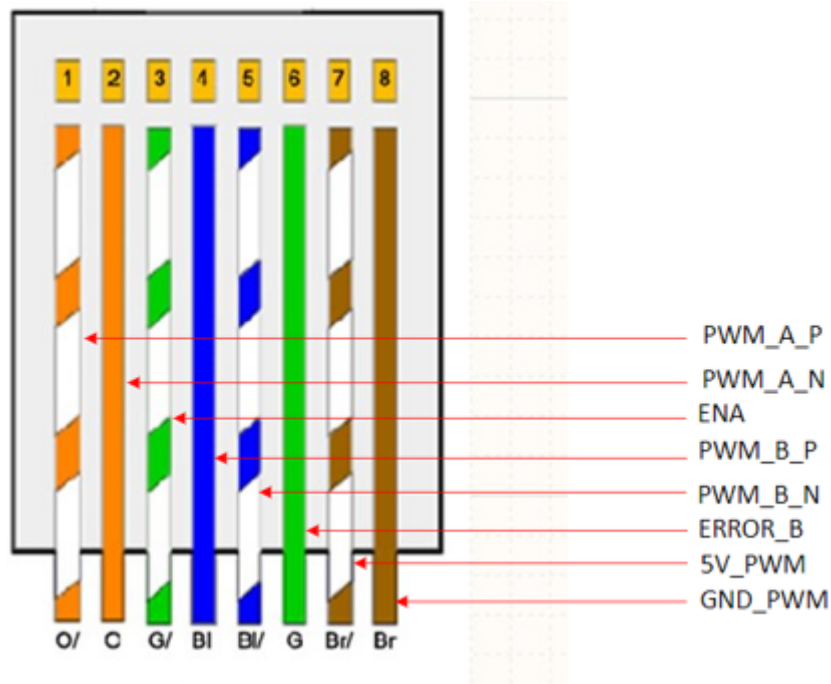 1 2 3 4 5 6 7 8
PWM_A_P
PWM_A_N
ENA
PWM_B_P
PWM_B_N
ERROR_B
5V_PWM
GND_PWM
O/ O G/ Bl Bl/ G Br/ Br